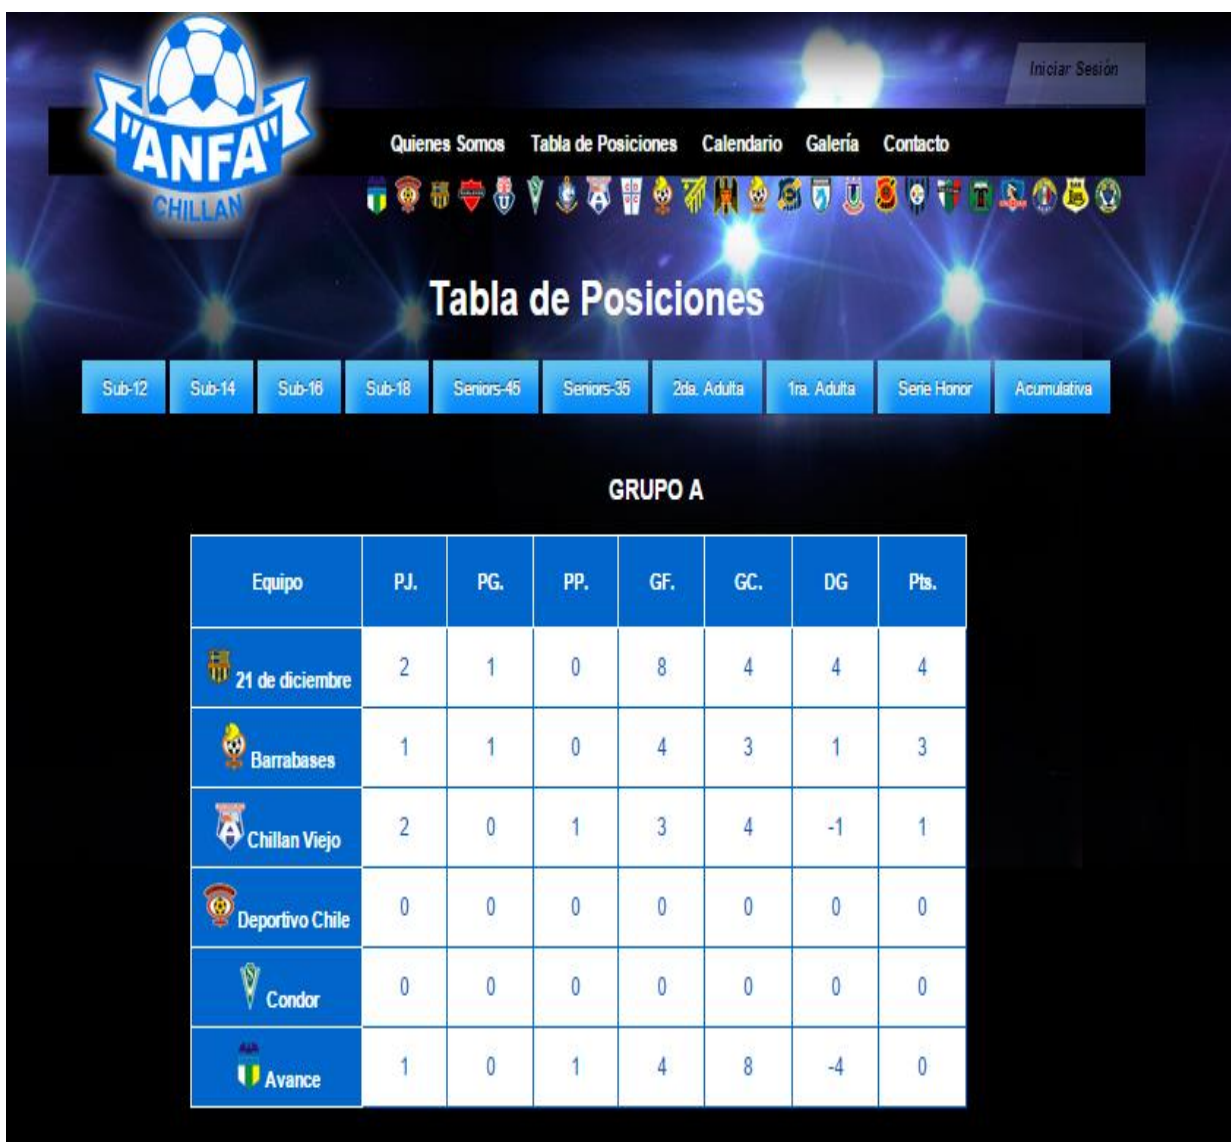 "ANFA"
CHILLAN
Iniciar Sesión
Quienes Somos Tabla de Posiciones Calendario Galería Contacto
Tabla de Posiciones
Sub-12 Sub-14 Sub-16 Sub-18 Seniors-45 Seniors-35 2da. Adulta 1ra. Adulta Serie Honor Acumulativa
GRUPO A
Equipo PJ. PG. PP. GF. GC. DG Pts.
21 de diciembre 2 1 0 8 4 4 4
Barrabases 1 1 0 4 3 1 3
Chillan Viejo 2 0 1 3 4 -1 1
Deportivo Chile 0 0 0 0 0 0 0
Condor 0 0 0 0 0 0 0
Avance 1 0 1 4 8 -4 0